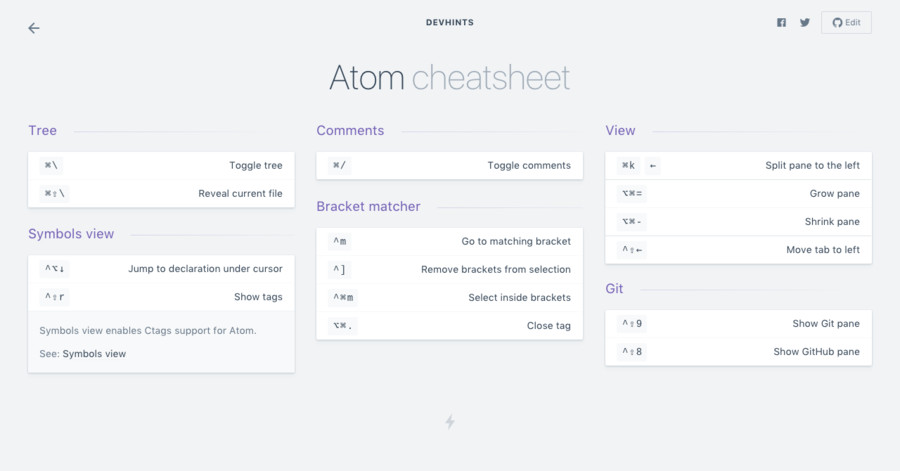 DEVHINTS
Edit
Atom cheatsheet
Tree
⌘\ Toggle tree
⌘⇧\ Reveal current file
Symbols view
^⌥↓ Jump to declaration under cursor
^⇧r Show tags
Symbols view enables Ctags support for Atom.
See: Symbols view
Comments
⌘/ Toggle comments
Bracket matcher
^m Go to matching bracket
^] Remove brackets from selection
^⌘m Select inside brackets
⌥⌘. Close tag
View
⌘k ← Split pane to the left
⌥⌘= Grow pane
⌥⌘- Shrink pane
^⇧← Move tab to left
Git
^⇧9 Show Git pane
^⇧8 Show GitHub pane